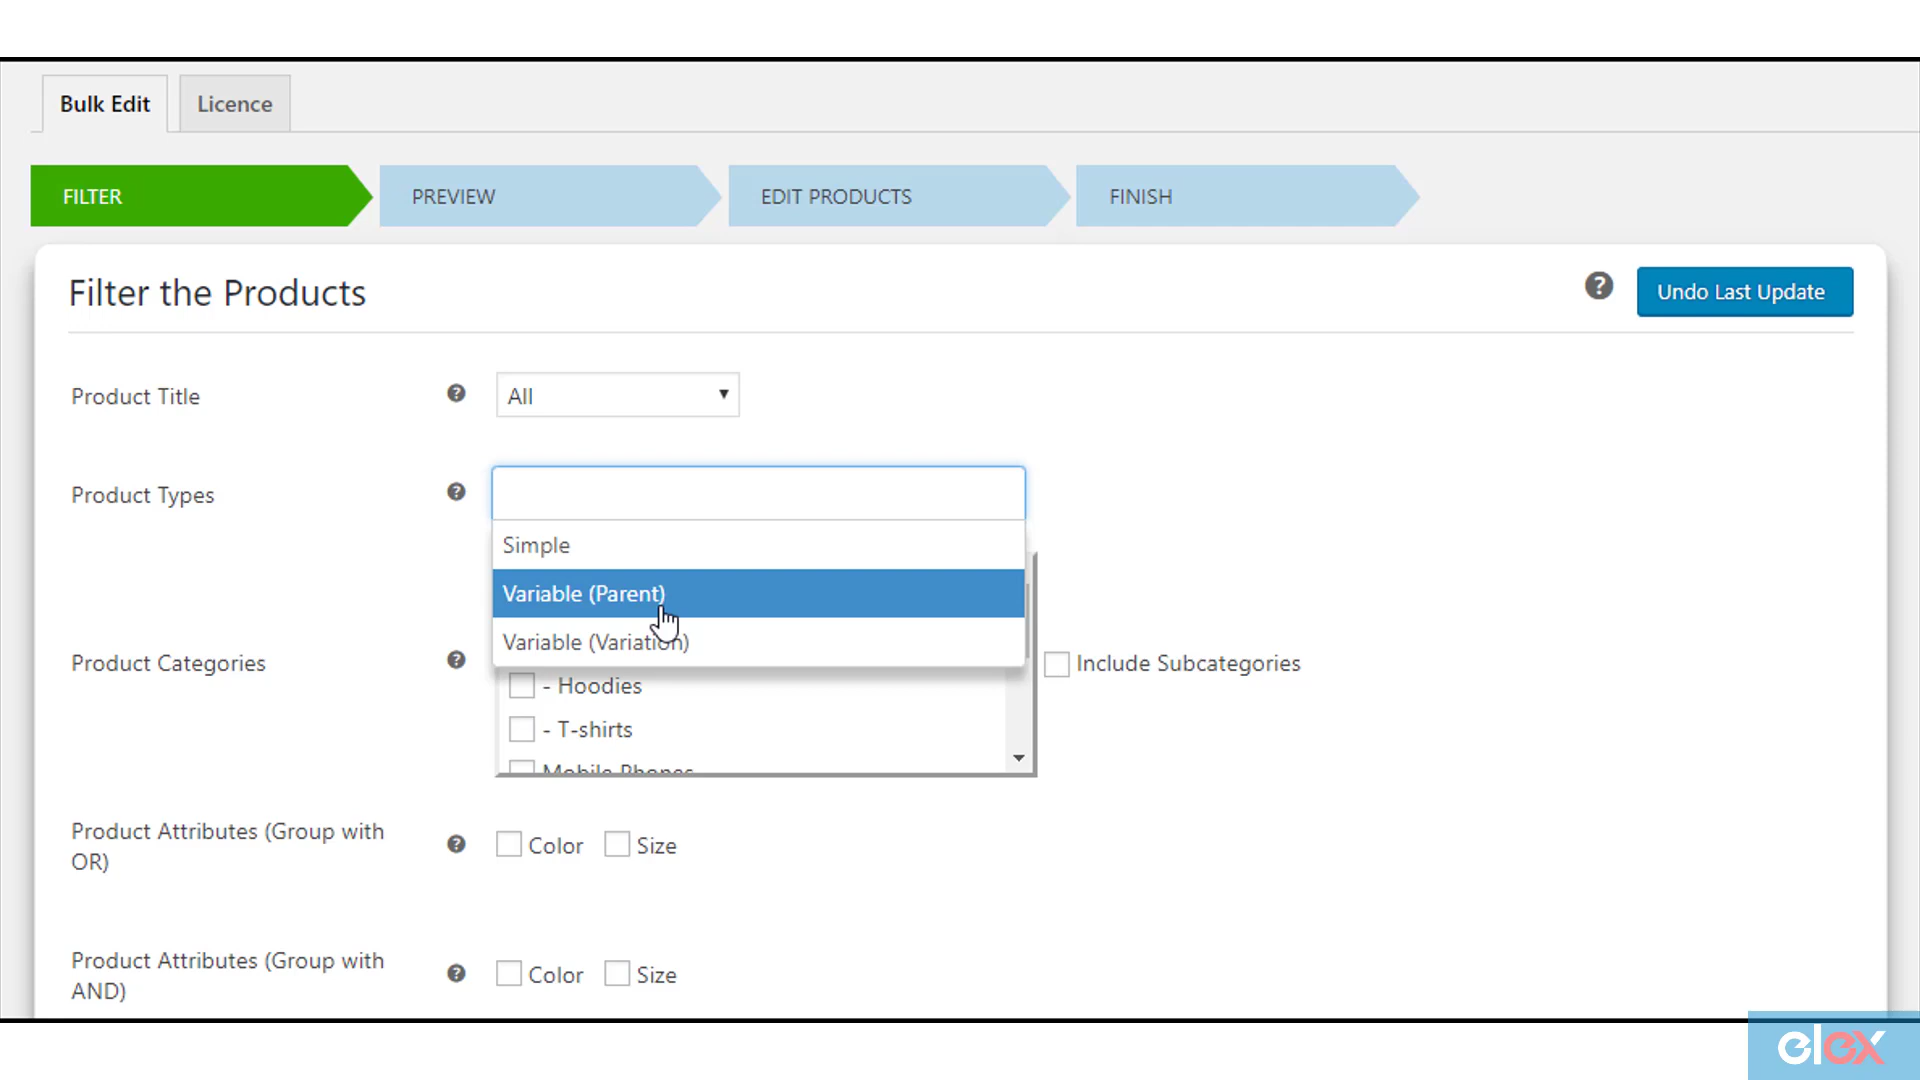 Bulk Edit
Licence
FILTER
PREVIEW
EDIT PRODUCTS
FINISH
Filter the Products
?
Undo Last Update
Product Title
?
All
Product Types
?
Simple
Variable (Parent)
Variable (Variation)
Product Categories
?
Include Subcategories
- Hoodies
- T-shirts
Mobile Phones
Product Attributes (Group with
OR)
?
Color
Size
Product Attributes (Group with
AND)
?
Color
Size
elex